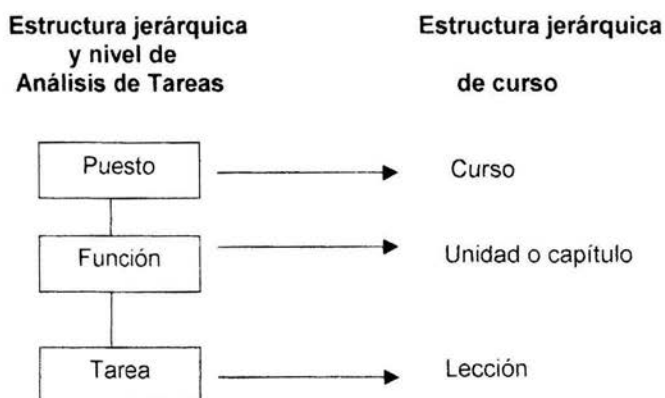 Estructura jerárquica
y nivel de
Análisis de Tareas
Estructura jerárquica
de curso
Puesto
Curso
Función
Unidad o capítulo
Tarea
Lección